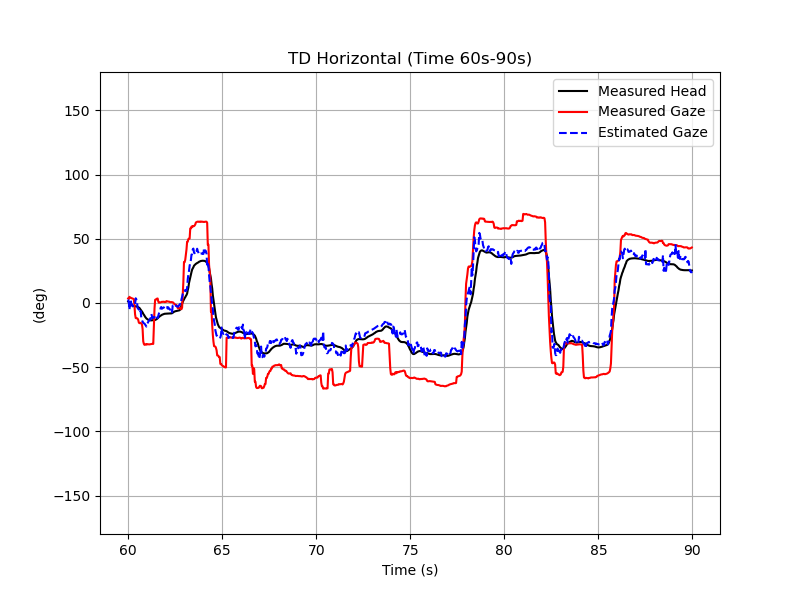 TD Horizontal (Time 60s-90s)
Measured Head
Measured Gaze
Estimated Gaze
150
100
50
0
−50
−100
−150
(deg)
60 65 70 75 80 85 90
Time (s)